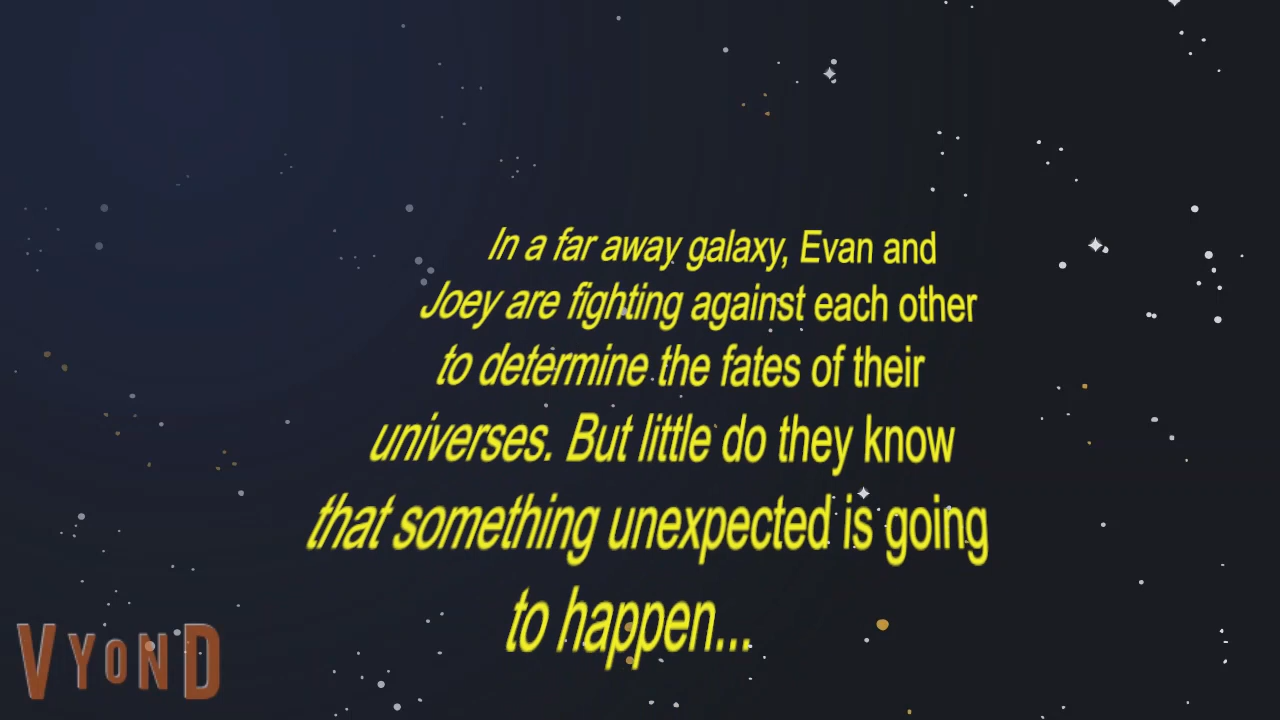 In a far away galaxy, Evan and
Joey are fighting against each other
to determine the fates of their
universes. But little do they know
that something unexpected is going
to happen...
VYOND